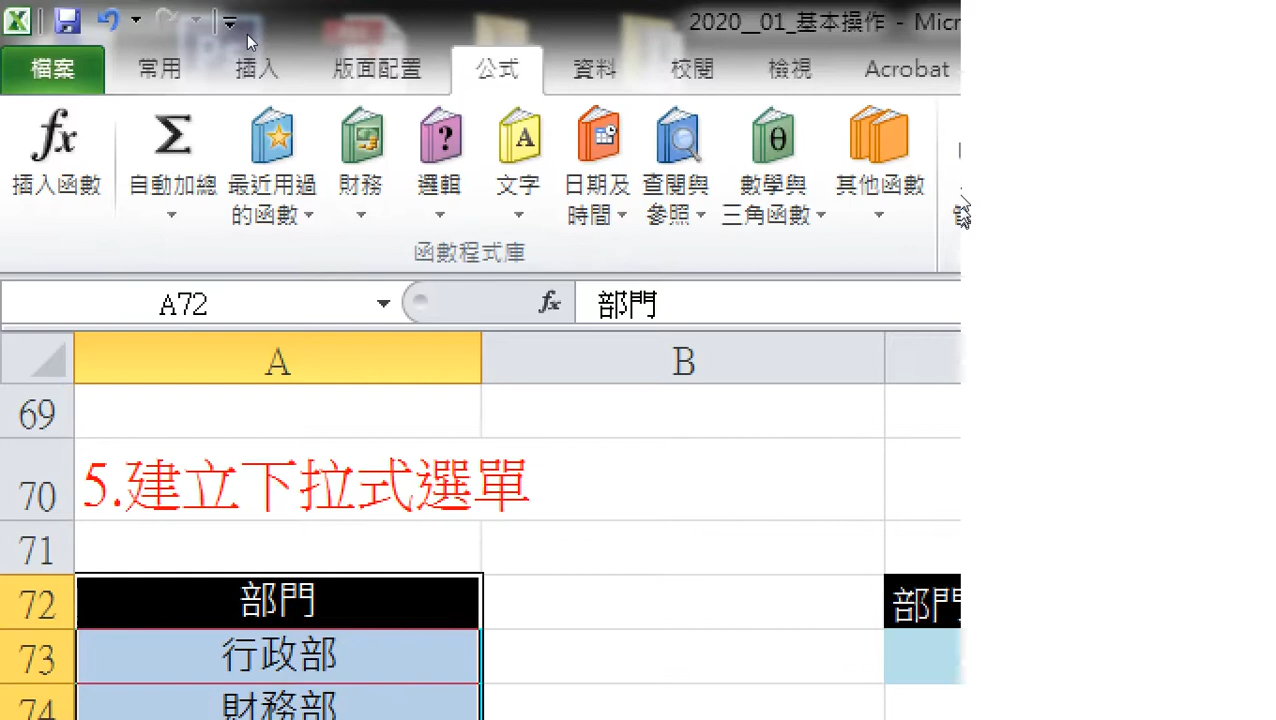 2020__01_基本操作 - Micr
檔案 常用 插入 版面配置 公式 資料 校閱 檢視 Acrobat
插入函數 自動加總 最近用過的函數 財務 邏輯 文字 日期及時間 查閱與參照 數學與三角函數 其他函數
函數程式庫
A72 fx 部門
A B
69
70 5.建立下拉式選單
71
72 部門 部門
73 行政部
74 財務部